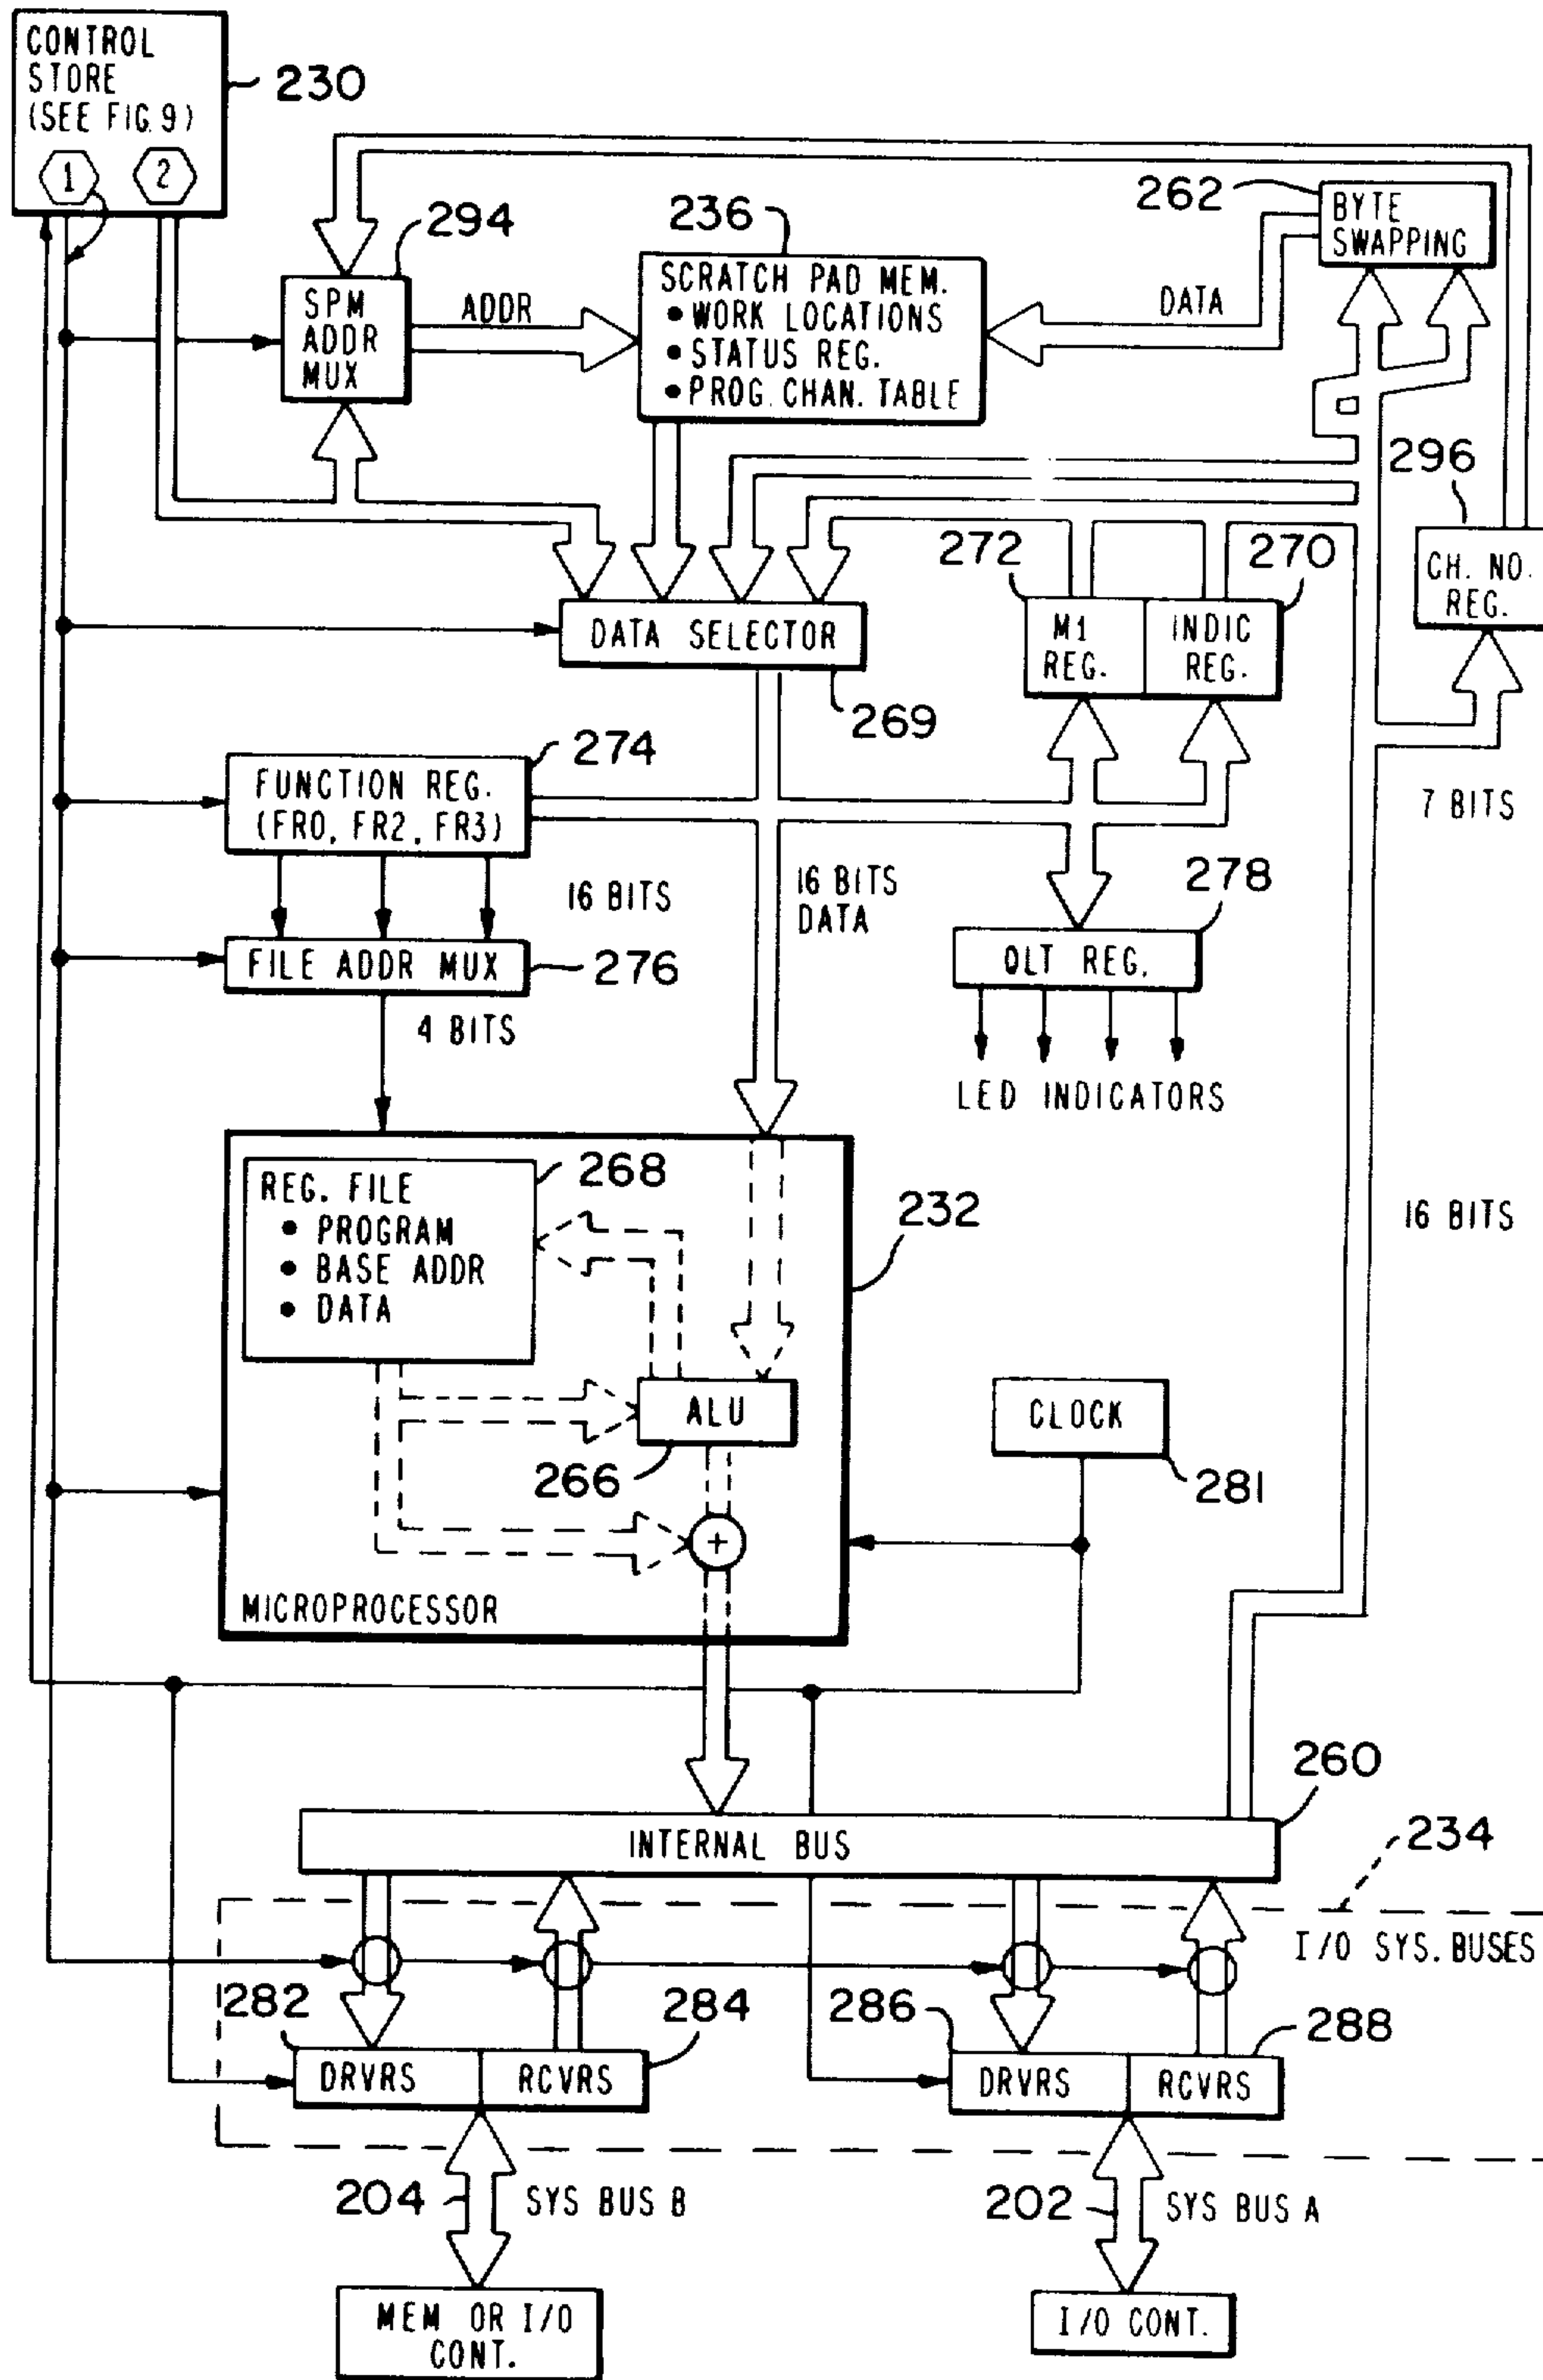 CONTROL
STORE
(SEE FIG. 9)
1
2
230
294
236
262
BYTE
SWAPPING
SPM
ADDR
MUX
ADDR
SCRATCH PAD MEM.
• WORK LOCATIONS
• STATUS REG.
• PROG. CHAN. TABLE
DATA
296
272
270
CH. NO.
REG.
DATA SELECTOR
M1
REG.
INDIC
REG.
269
274
FUNCTION REG.
(FR0, FR2, FR3)
7 BITS
16 BITS
16 BITS
DATA
278
FILE ADDR MUX
276
QLT REG.
4 BITS
LED INDICATORS
268
REG. FILE
• PROGRAM
• BASE ADDR
• DATA
232
16 BITS
ALU
CLOCK
266
281
+
MICROPROCESSOR
260
INTERNAL BUS
234
I/O SYS. BUSES
282
284
286
288
DRVRS
RCVRS
DRVRS
RCVRS
204
SYS BUS B
202
SYS BUS A
MEM OR I/O
CONT.
I/O CONT.